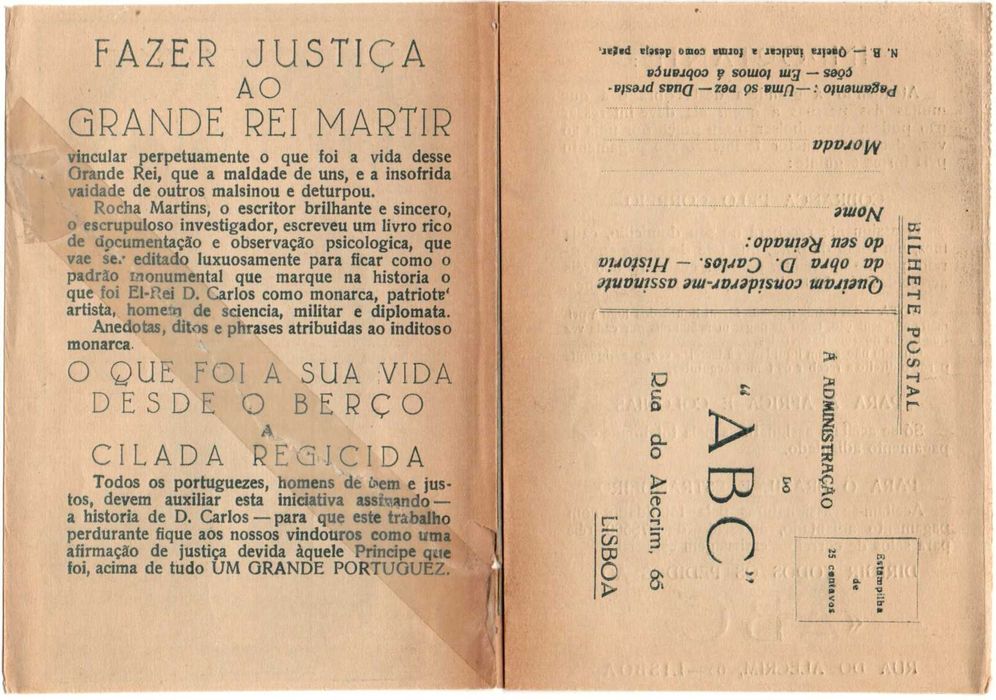 FAZER JUSTIÇA
AO
GRANDE REI MARTIR
vincular perpetuamente o que foi a vida desse
Grande Rei, que a maldade de uns, e a insofrida
vaidade de outros malsinou e deturpou.
Rocha Martins, o escritor brilhante e sincero,
o escrupuloso investigador, escreveu um livro rico
de documentação e observação psicologica, que
vae ser editado luxuosamente para ficar como o
padrão monumental que marque na historia o
que foi El-Rei D. Carlos como monarca, patriota
artista, homem de sciencia, militar e diplomata.
Anedotas, ditos e phrases atribuidas ao inditoso
monarca.
O QUE FOI A SUA VIDA
DESDE O BERÇO
A
CILADA REGICIDA
Todos os portuguezes, homens de bem e jus-
tos, devem auxiliar esta iniciativa assinando —
a historia de D. Carlos — para que este trabalho
perdurante fique aos nossos vindouros como uma
afirmação de justiça devida àquele Principe que
foi, acima de tudo UM GRANDE PORTUGUEZ.
BILHETE POSTAL
Á ADMINISTRAÇÃO
DO
"ABC"
Rua do Alecrim, 65
LISBOA
Estampilha
de
25 centavos
Queiram considerar-me assinante
da obra D. Carlos. — Historia
do seu Reinado:
Nome
Morada
Pagamento: — Uma só vez — Duas presta-
ções — Em tomos á cobrança
N. B. — Queira indicar a forma como deseja pagar,